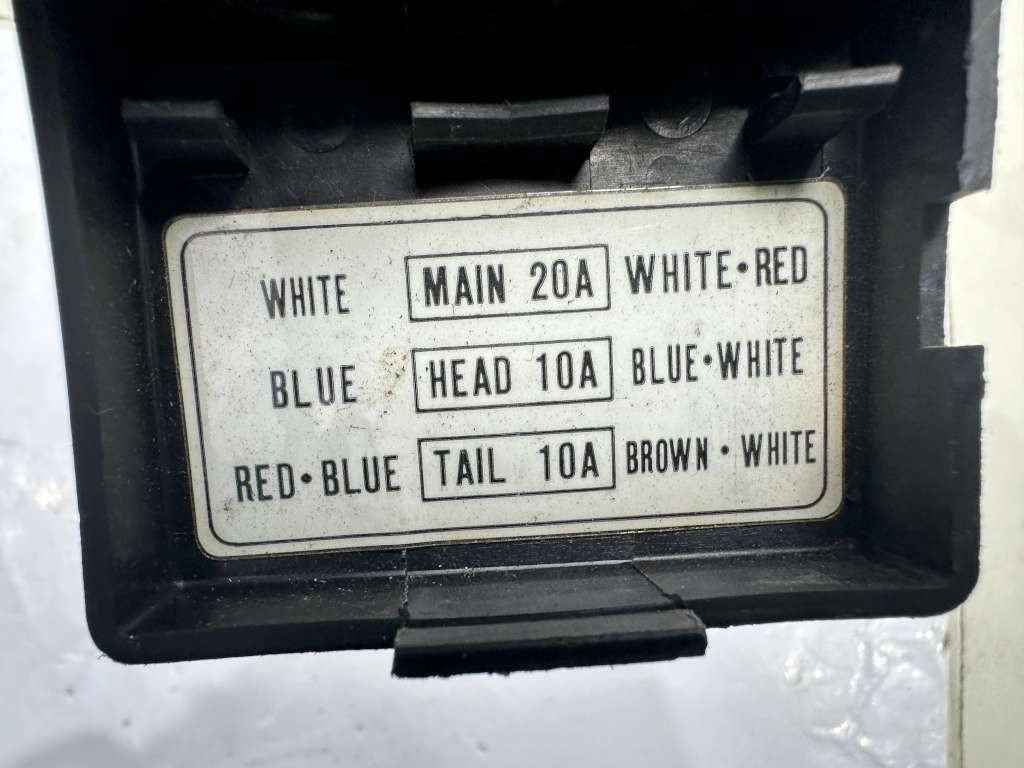 WHITE MAIN 20A WHITE•RED
BLUE HEAD 10A BLUE•WHITE
RED•BLUE TAIL 10A BROWN•WHITE